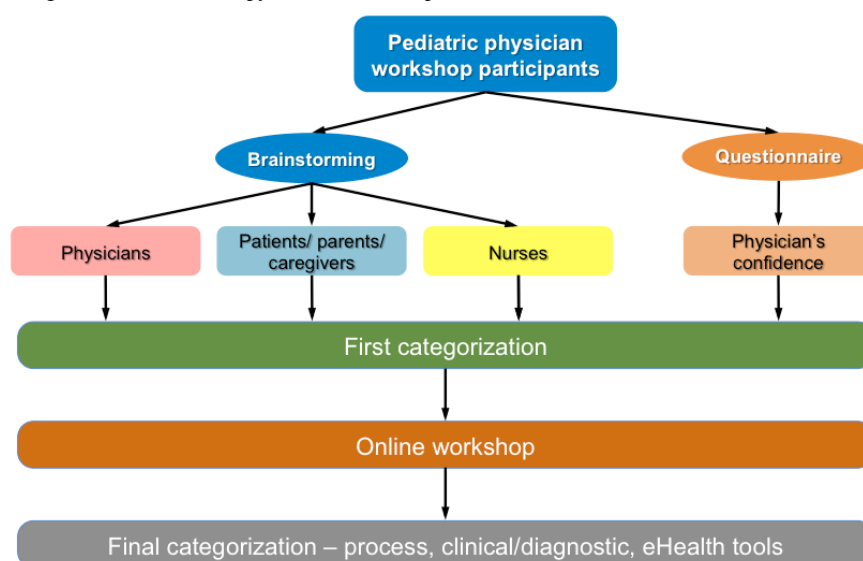 Pediatric physician
workshop participants
Brainstorming
Questionnaire
Physicians
Patients/ parents/
caregivers
Nurses
Physician's
confidence
First categorization
Online workshop
Final categorization – process, clinical/diagnostic, eHealth tools